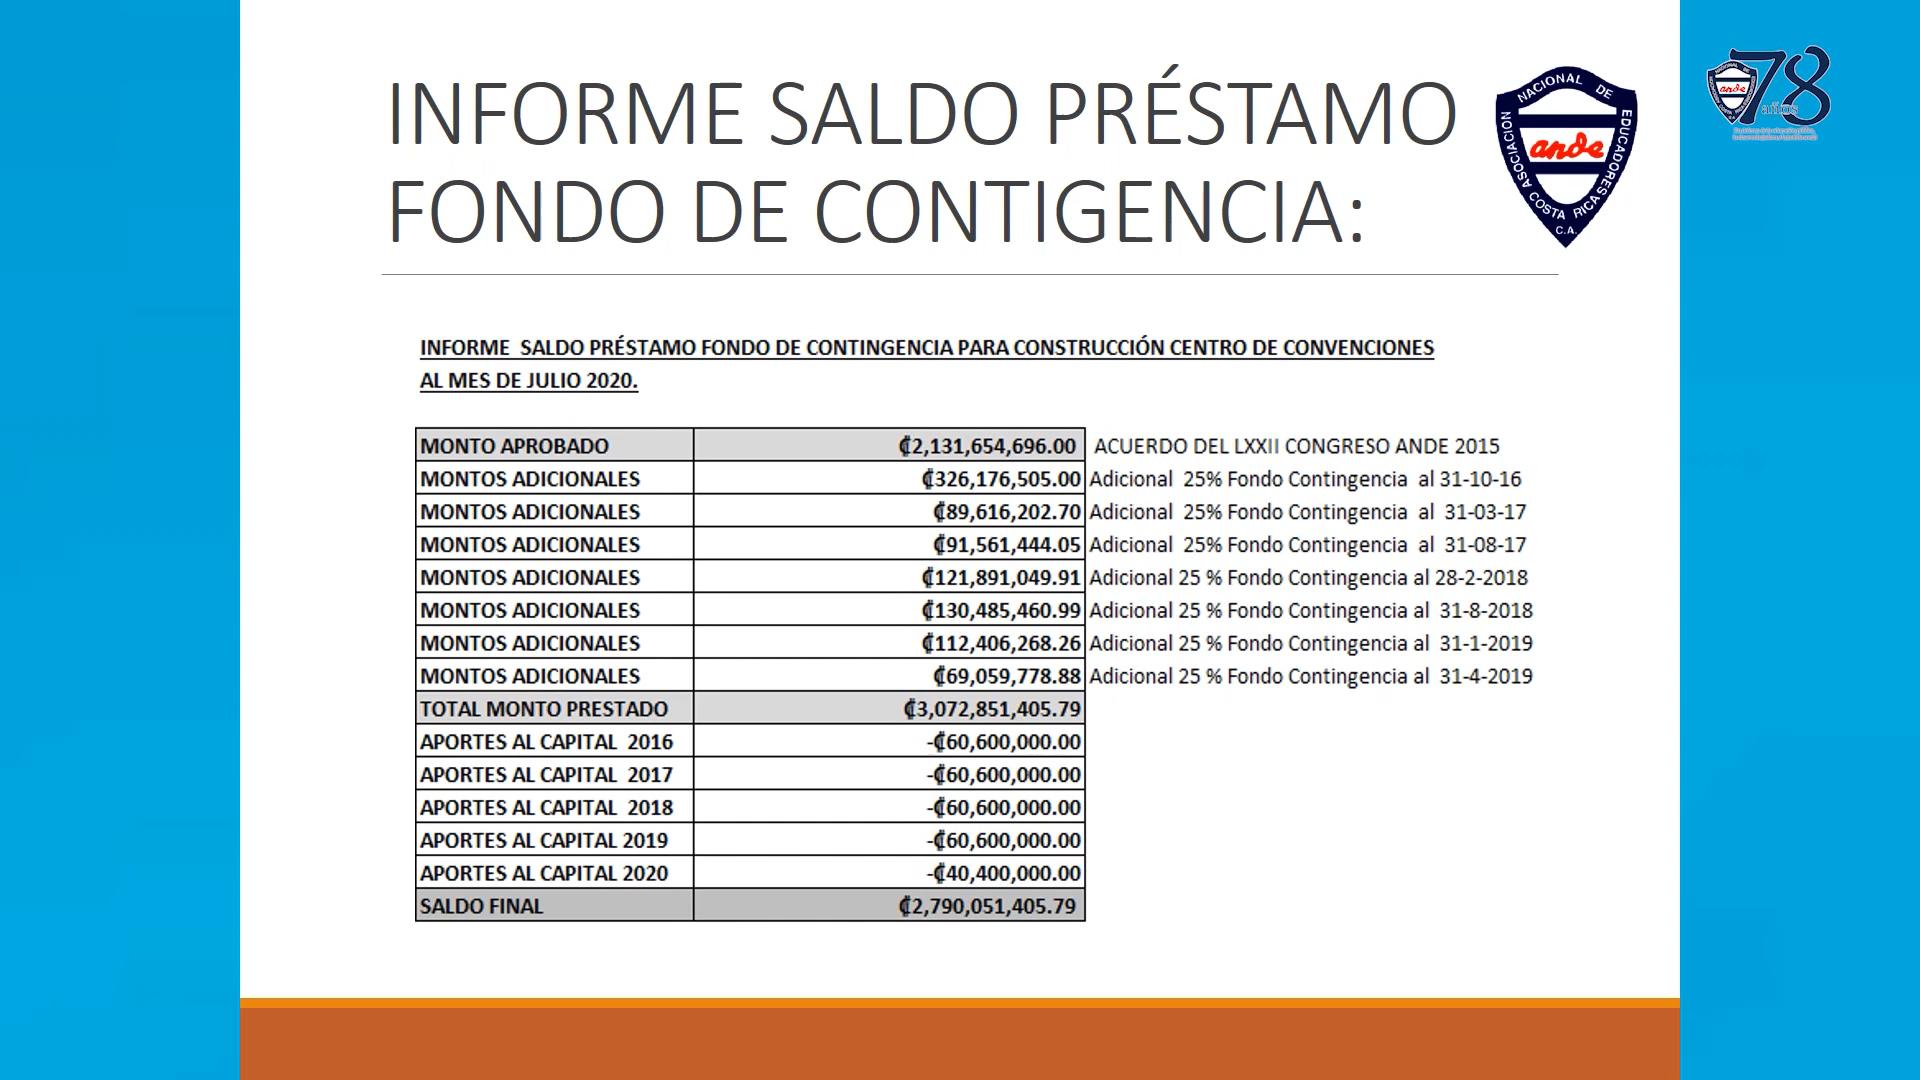 INFORME SALDO PRÉSTAMO
FONDO DE CONTIGENCIA:
ASOCIACION NACIONAL DE EDUCADORES
ande
COSTA RICA
C.A.
78
ande
años
INFORME SALDO PRÉSTAMO FONDO DE CONTINGENCIA PARA CONSTRUCCIÓN CENTRO DE CONVENCIONES
AL MES DE JULIO 2020.
MONTO APROBADO ₡2,131,654,696.00 ACUERDO DEL LXXII CONGRESO ANDE 2015
MONTOS ADICIONALES ₡326,176,505.00 Adicional 25% Fondo Contingencia al 31-10-16
MONTOS ADICIONALES ₡89,616,202.70 Adicional 25% Fondo Contingencia al 31-03-17
MONTOS ADICIONALES ₡91,561,444.05 Adicional 25% Fondo Contingencia al 31-08-17
MONTOS ADICIONALES ₡121,891,049.91 Adicional 25 % Fondo Contingencia al 28-2-2018
MONTOS ADICIONALES ₡130,485,460.99 Adicional 25 % Fondo Contingencia al 31-8-2018
MONTOS ADICIONALES ₡112,406,268.26 Adicional 25 % Fondo Contingencia al 31-1-2019
MONTOS ADICIONALES ₡69,059,778.88 Adicional 25 % Fondo Contingencia al 31-4-2019
TOTAL MONTO PRESTADO ₡3,072,851,405.79
APORTES AL CAPITAL 2016 -₡60,600,000.00
APORTES AL CAPITAL 2017 -₡60,600,000.00
APORTES AL CAPITAL 2018 -₡60,600,000.00
APORTES AL CAPITAL 2019 -₡60,600,000.00
APORTES AL CAPITAL 2020 -₡40,400,000.00
SALDO FINAL ₡2,790,051,405.79